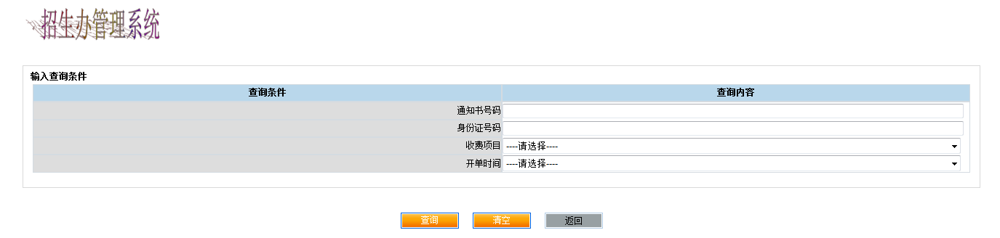 招生办管理系统
输入查询条件
查询条件 查询内容
通知书号码
身份证号码
收费项目 ----请选择----
开单时间 ----请选择----
查询 清空 返回